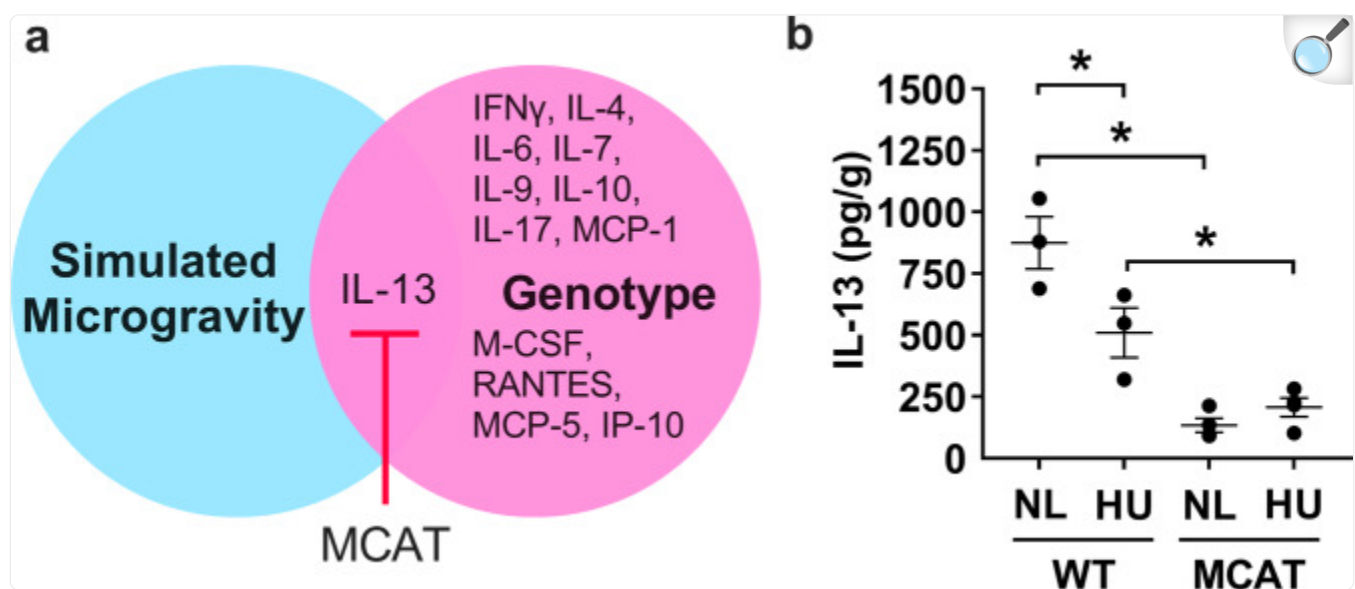 a
IFNγ, IL-4,
IL-6, IL-7,
IL-9, IL-10,
IL-17, MCP-1
Simulated
Microgravity
IL-13
Genotype
M-CSF,
RANTES,
MCP-5, IP-10
MCAT
b
IL-13 (pg/g)
1500
1250
1000
750
500
250
0
*
*
*
NL HU NL HU
WT MCAT